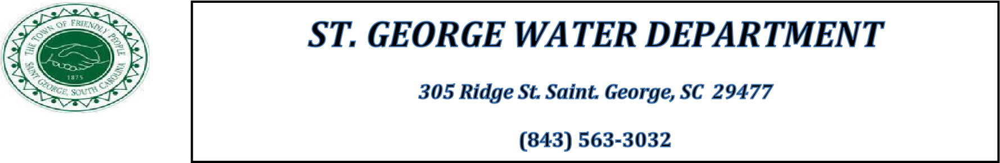 THE TOWN OF FRIENDLY PEOPLE
1875
SAINT GEORGE, SOUTH CAROLINA
ST. GEORGE WATER DEPARTMENT
305 Ridge St. Saint. George, SC  29477
(843) 563-3032